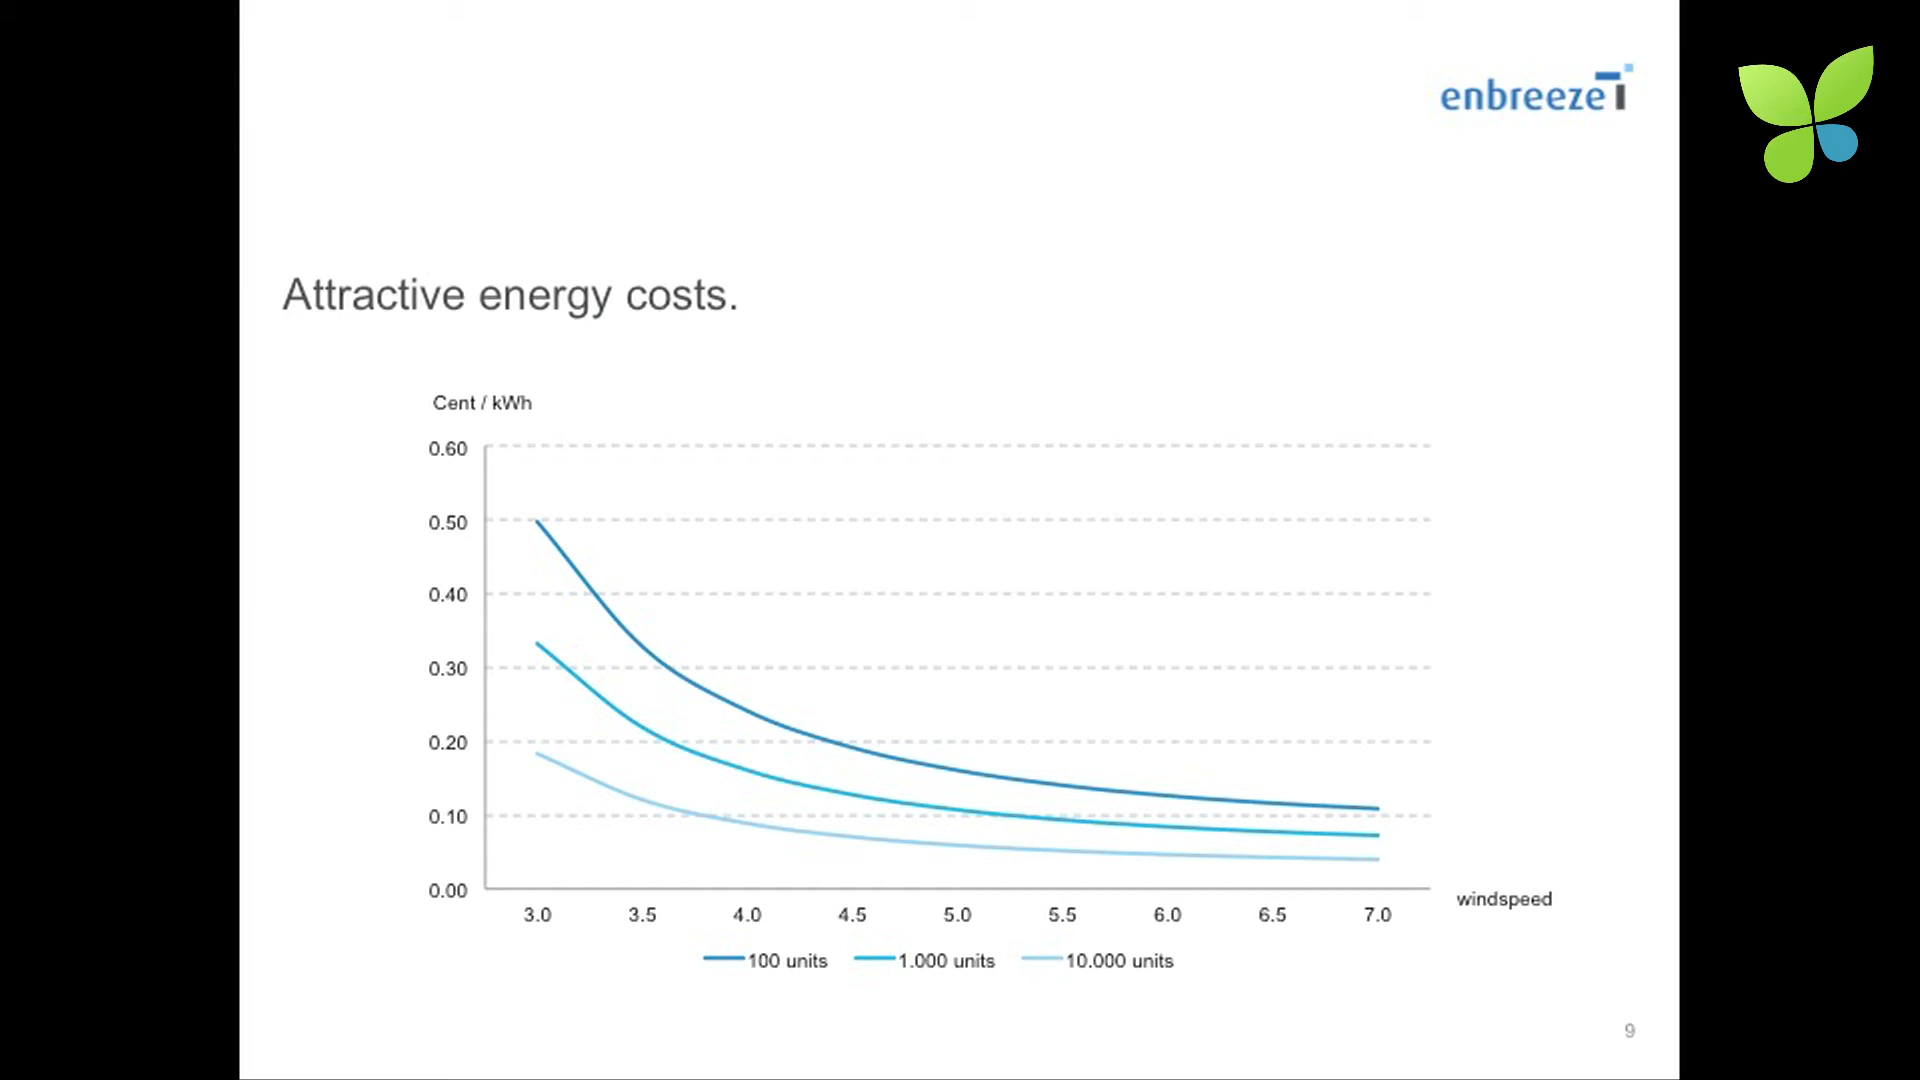 enbreeze
Attractive energy costs.
Cent / kWh
0.60
0.50
0.40
0.30
0.20
0.10
0.00
3.0 3.5 4.0 4.5 5.0 5.5 6.0 6.5 7.0
windspeed
100 units 1.000 units 10.000 units
9